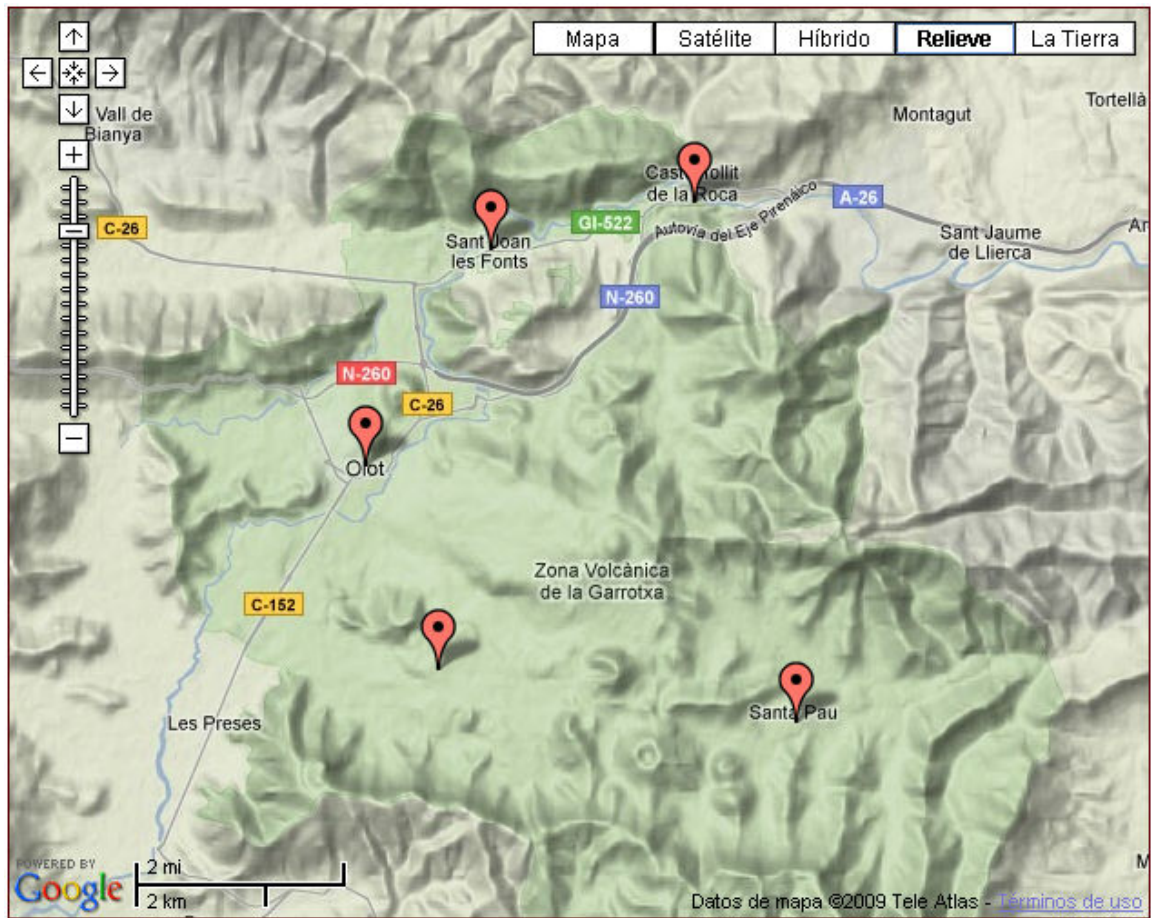 Mapa
Satélite
Híbrido
Relieve
La Tierra
Vall de
Bianya
Montagut
Tortellà
de la Roca
C-26
GI-522
A-26
Autovía del Eje Pirenáico
Sant Joan
les Fonts
Sant Jaume
de Llierca
Ar
N-260
N-260
C-26
Olot
Zona Volcànica
de la Garrotxa
C-152
Les Preses
Santa Pau
POWERED BY
Google
2 mi
2 km
M
Datos de mapa ©2009 Tele Atlas - Términos de uso